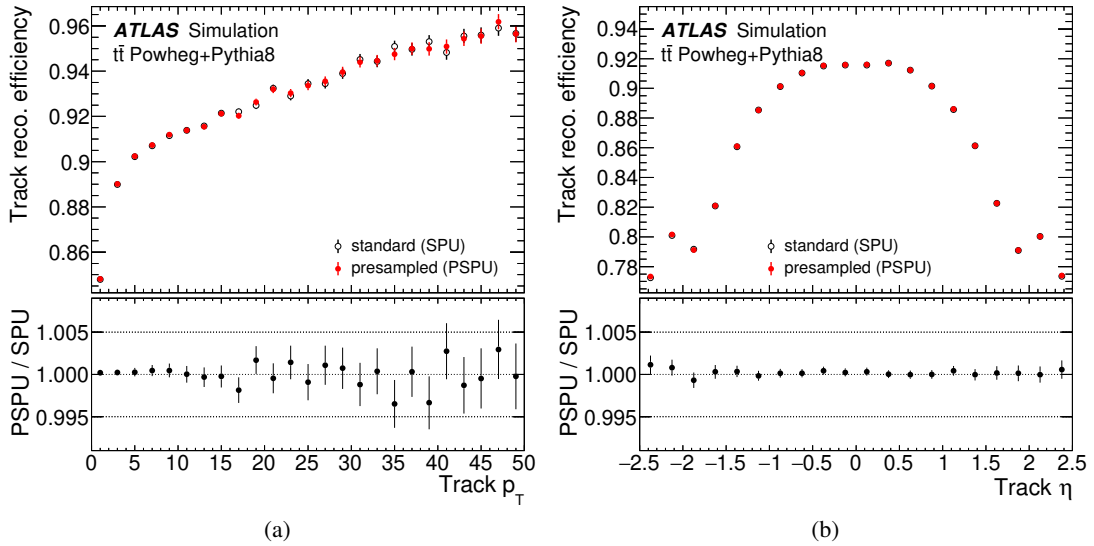 ATLAS Simulation
tt̄ Powheg+Pythia8
Track reco. efficiency
0.96
0.94
0.92
0.9
0.88
0.86
standard (SPU)
presampled (PSPU)
PSPU / SPU
1.005
1.000
0.995
0 5 10 15 20 25 30 35 40 45 50
Track p_T
(a)
ATLAS Simulation
tt̄ Powheg+Pythia8
Track reco. efficiency
0.94
0.92
0.9
0.88
0.86
0.84
0.82
0.8
0.78
standard (SPU)
presampled (PSPU)
PSPU / SPU
1.005
1.000
0.995
−2.5 −2 −1.5 −1 −0.5 0 0.5 1 1.5 2 2.5
Track η
(b)